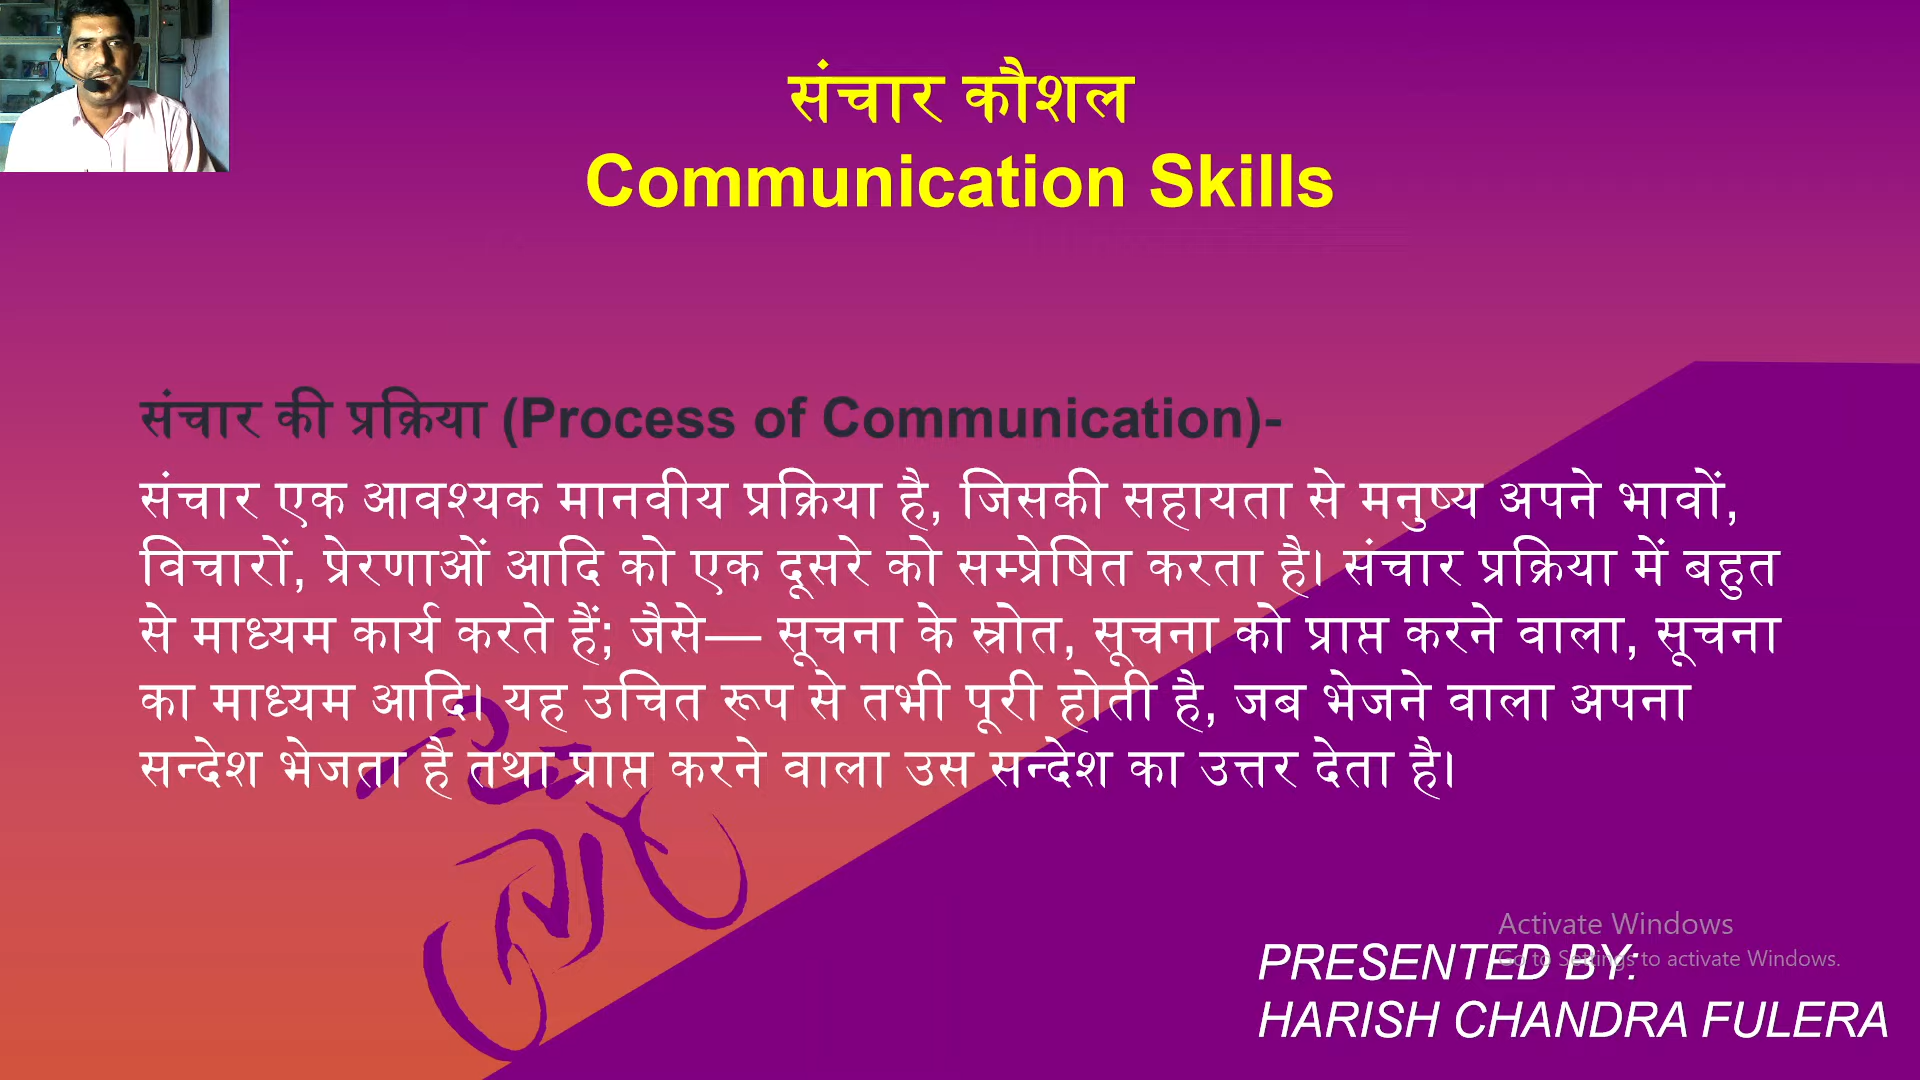 संचार कौशल
Communication Skills
संचार की प्रक्रिया (Process of Communication)-
संचार एक आवश्यक मानवीय प्रक्रिया है, जिसकी सहायता से मनुष्य अपने भावों,
विचारों, प्रेरणाओं आदि को एक दूसरे को सम्प्रेषित करता है। संचार प्रक्रिया में बहुत
से माध्यम कार्य करते हैं; जैसे— सूचना के स्रोत, सूचना को प्राप्त करने वाला, सूचना
का माध्यम आदि। यह उचित रूप से तभी पूरी होती है, जब भेजने वाला अपना
सन्देश भेजता है तथा प्राप्त करने वाला उस सन्देश का उत्तर देता है।
Activate Windows
Go to Settings to activate Windows.
PRESENTED BY:
HARISH CHANDRA FULERA